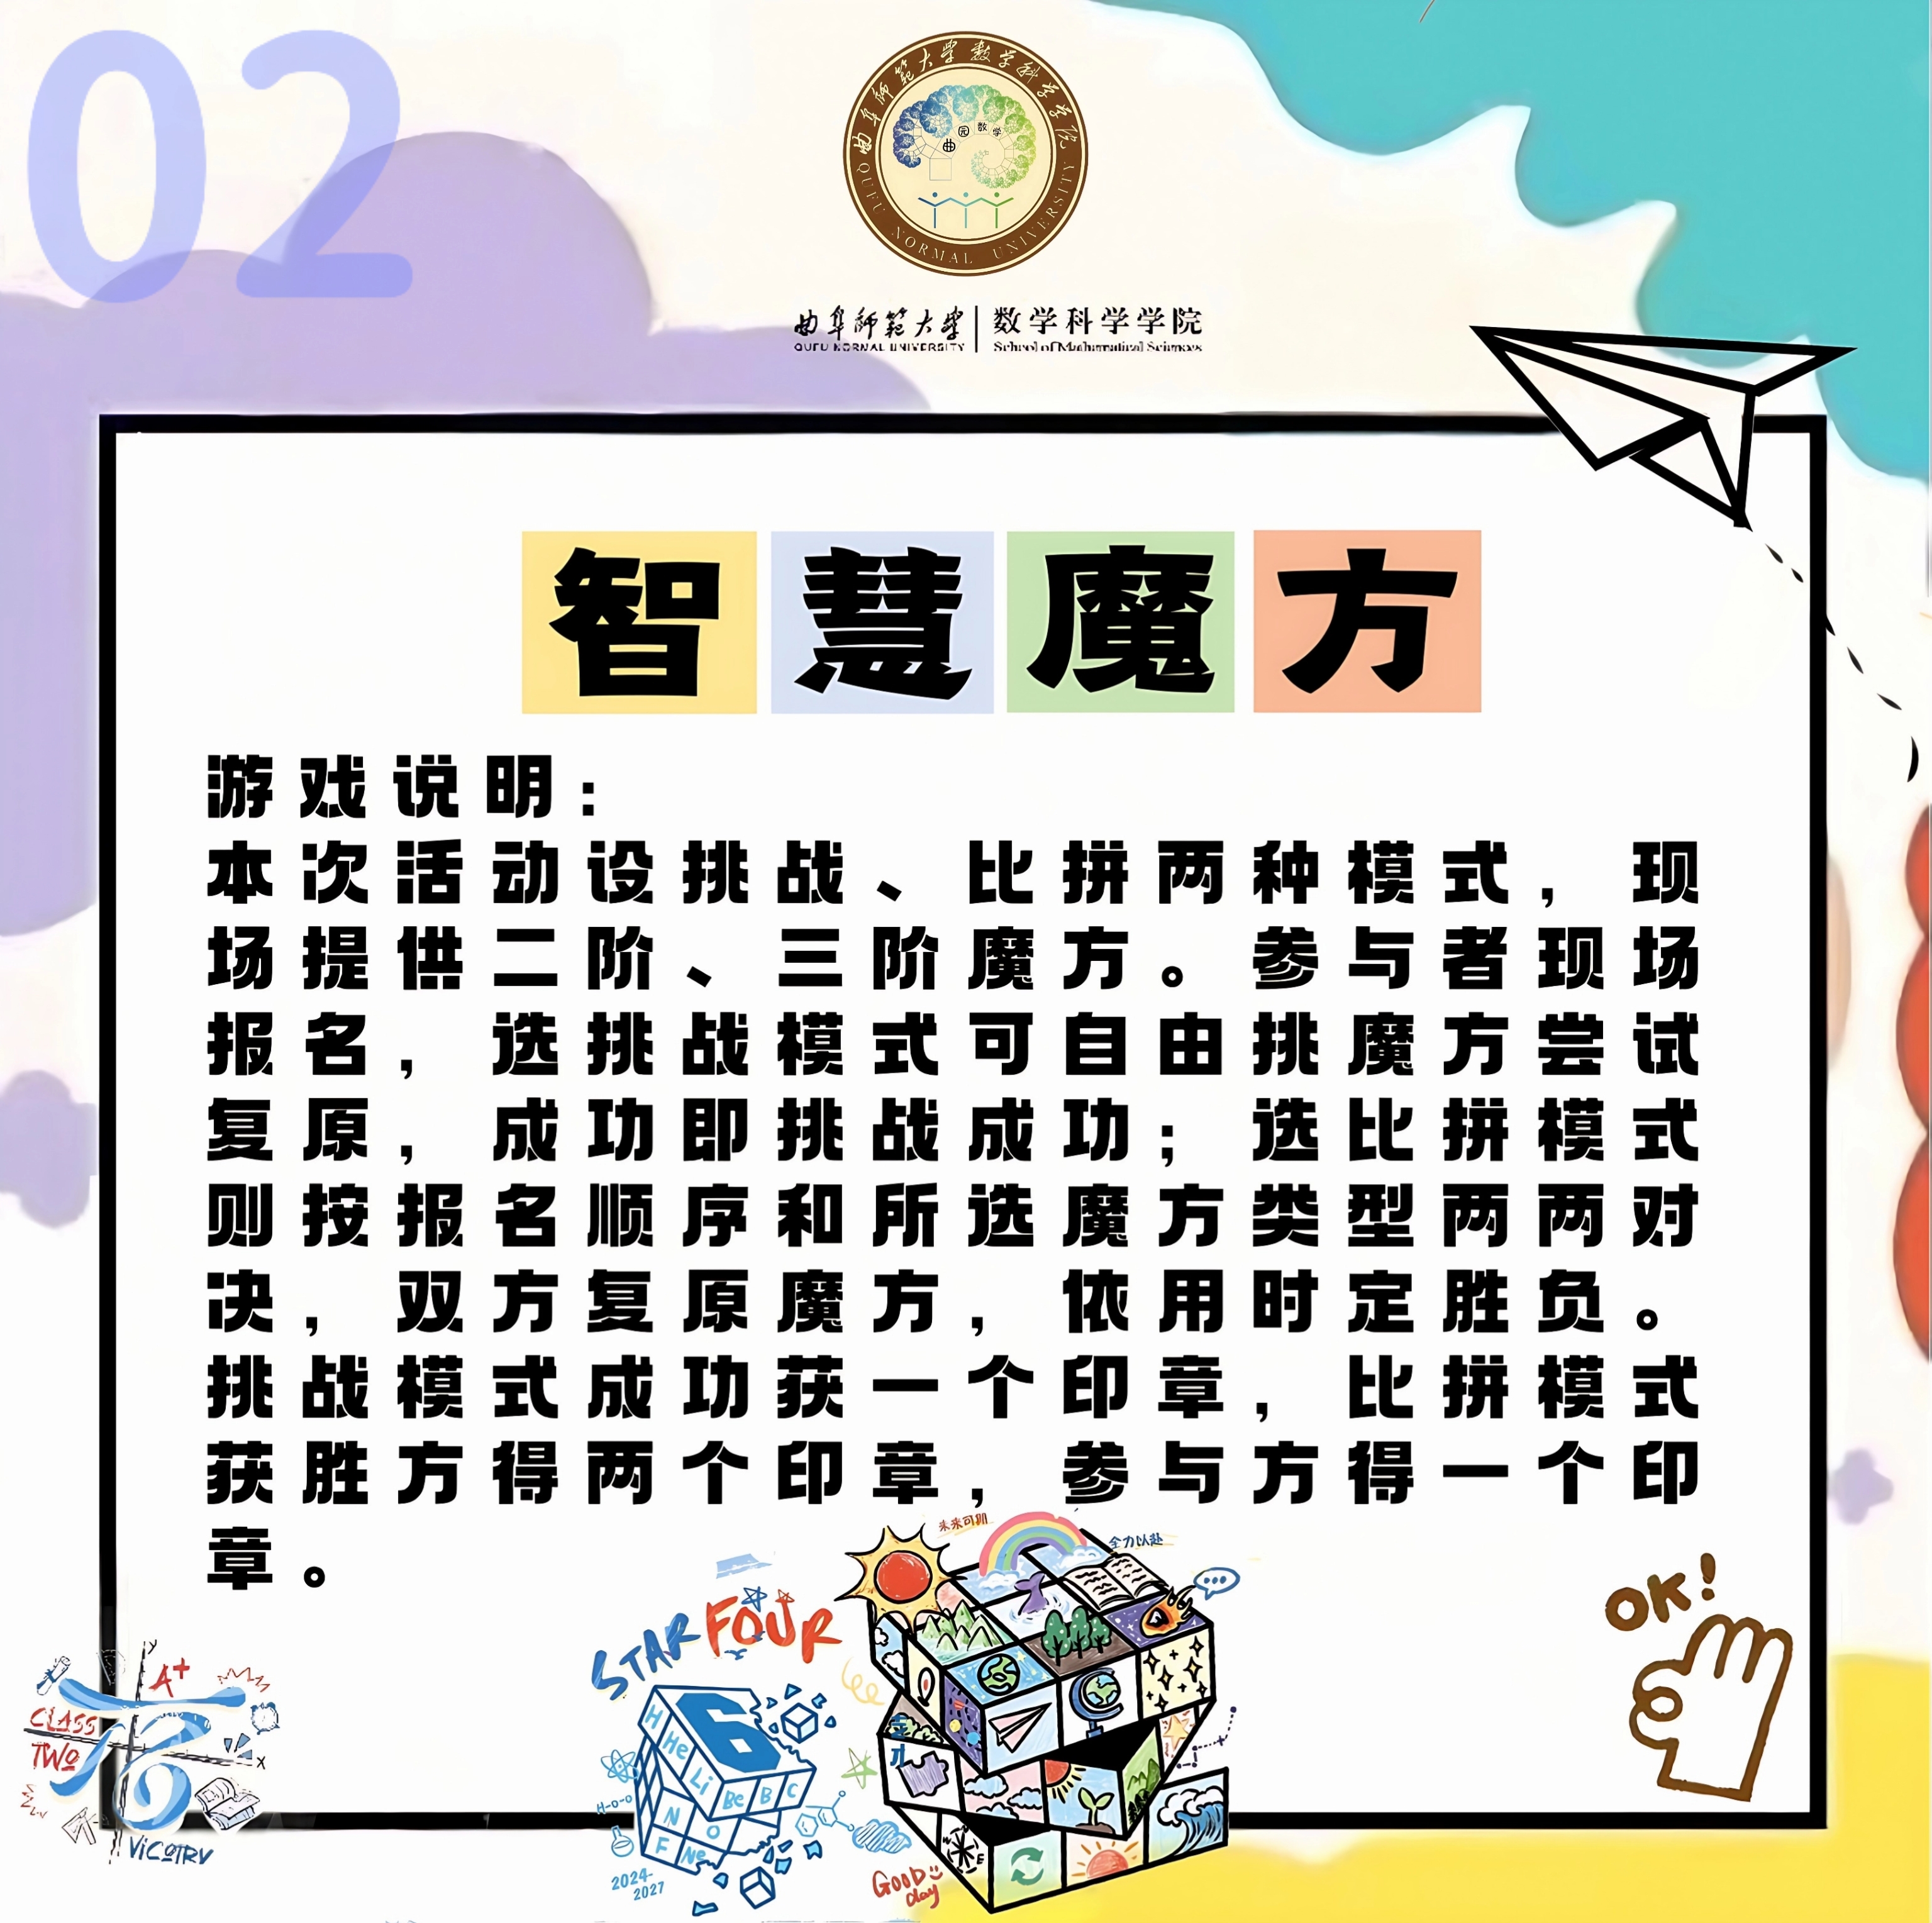 02
曲阜師範大學數学科学学院
曲园数学
QUFU NORMAL UNIVERSITY
曲阜師範大學 | 数学科学学院
QUFU NORMAL UNIVERSITY School of Mathematical Sciences
智慧魔方
游戏说明：
本次活动设挑战、比拼两种模式，现
场提供二阶、三阶魔方。参与者现场
报名，选挑战模式可自由挑魔方尝试
复原，成功即挑战成功；选比拼模式
则按报名顺序和所选魔方类型两两对
决，双方复原魔方，依用时定胜负。
挑战模式成功获一个印章，比拼模式
获胜方得两个印章，参与方得一个印
章。
未来可期
全力以赴
STAR FOUR
OK!
6
H He Li Be B C
N O
F Ne
H-O-O
2024-
2027
π
E
GOOD
day
y
A+
CLASS
TWO
x
VICOTRY